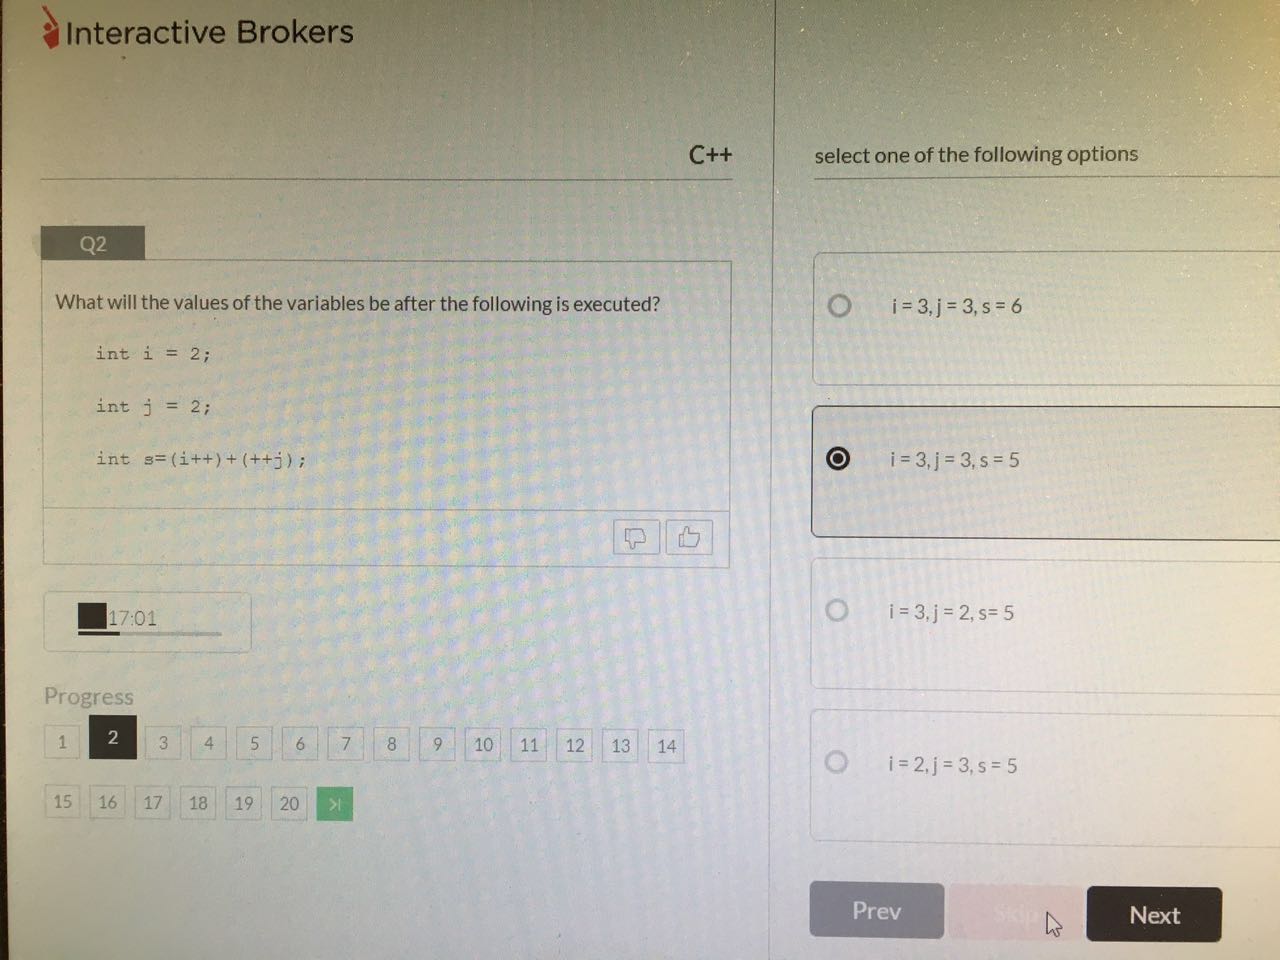 Interactive Brokers
C++
select one of the following options
Q2
What will the values of the variables be after the following is executed?
int i = 2;
int j = 2;
int s=(i++)+(++j);
i = 3, j = 3, s = 6
i = 3, j = 3, s = 5
i = 3, j = 2, s= 5
i = 2, j = 3, s = 5
17:01
Progress
1 2 3 4 5 6 7 8 9 10 11 12 13 14
15 16 17 18 19 20
Prev Skip Next